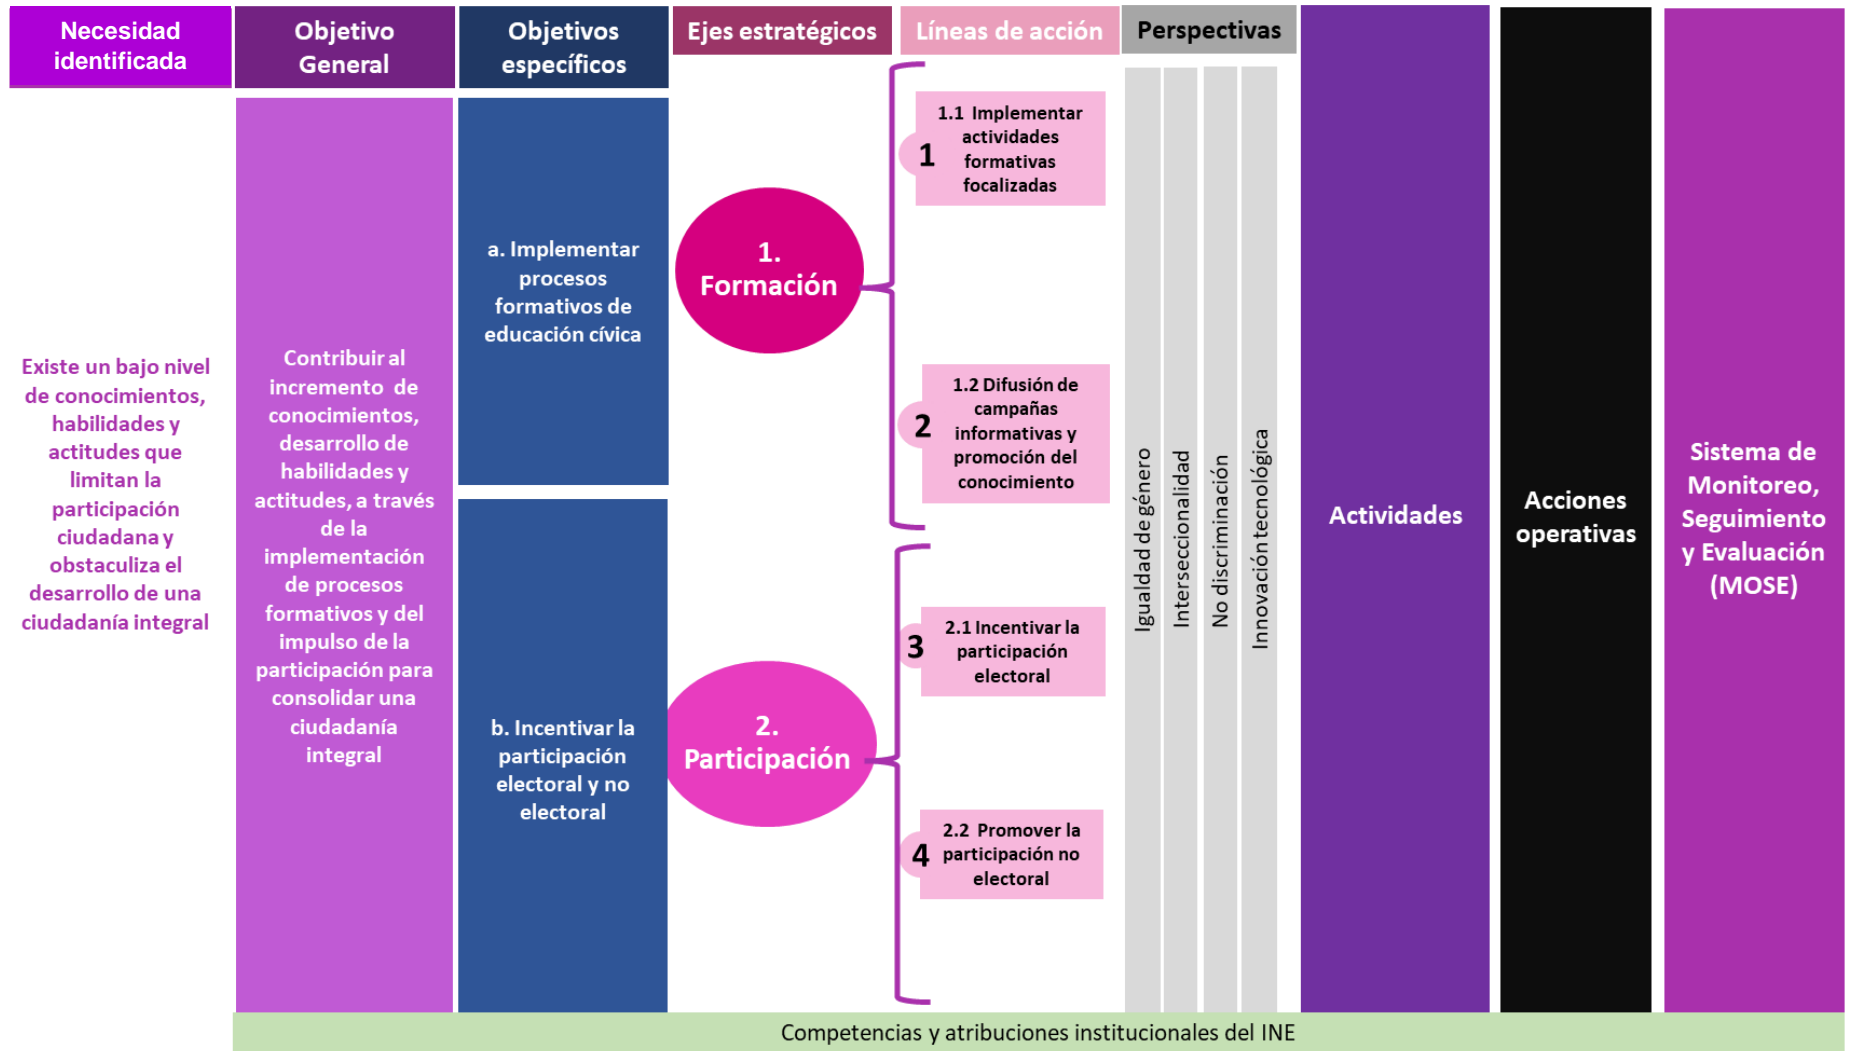 Necesidad
identificada
Objetivo
General
Objetivos
específicos
Ejes estratégicos
Líneas de acción
Perspectivas
Existe un bajo nivel
de conocimientos,
habilidades y
actitudes que
limitan la
participación
ciudadana y
obstaculiza el
desarrollo de una
ciudadanía integral
Contribuir al
incremento de
conocimientos,
desarrollo de
habilidades y
actitudes, a través
de la
implementación
de procesos
formativos y del
impulso de la
participación para
consolidar una
ciudadanía
integral
a. Implementar
procesos
formativos de
educación cívica
b. Incentivar la
participación
electoral y no
electoral
1.
Formación
2.
Participación
1
1.1 Implementar
actividades
formativas
focalizadas
2
1.2 Difusión de
campañas
informativas y
promoción del
conocimiento
3
2.1 Incentivar la
participación
electoral
4
2.2 Promover la
participación no
electoral
Igualdad de género
Interseccionalidad
No discriminación
Innovación tecnológica
Actividades
Acciones
operativas
Sistema de
Monitoreo,
Seguimiento
y Evaluación
(MOSE)
Competencias y atribuciones institucionales del INE